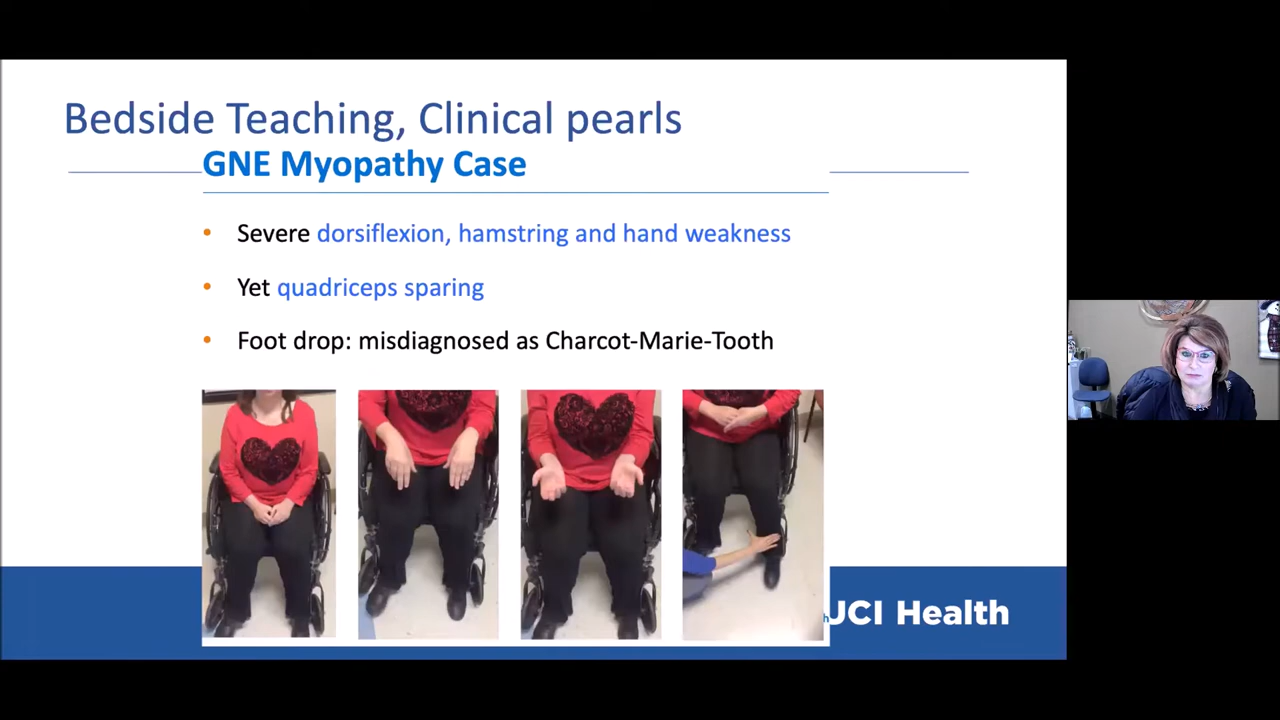 Bedside Teaching, Clinical pearls
GNE Myopathy Case
• Severe dorsiflexion, hamstring and hand weakness
• Yet quadriceps sparing
• Foot drop: misdiagnosed as Charcot-Marie-Tooth
UCI Health